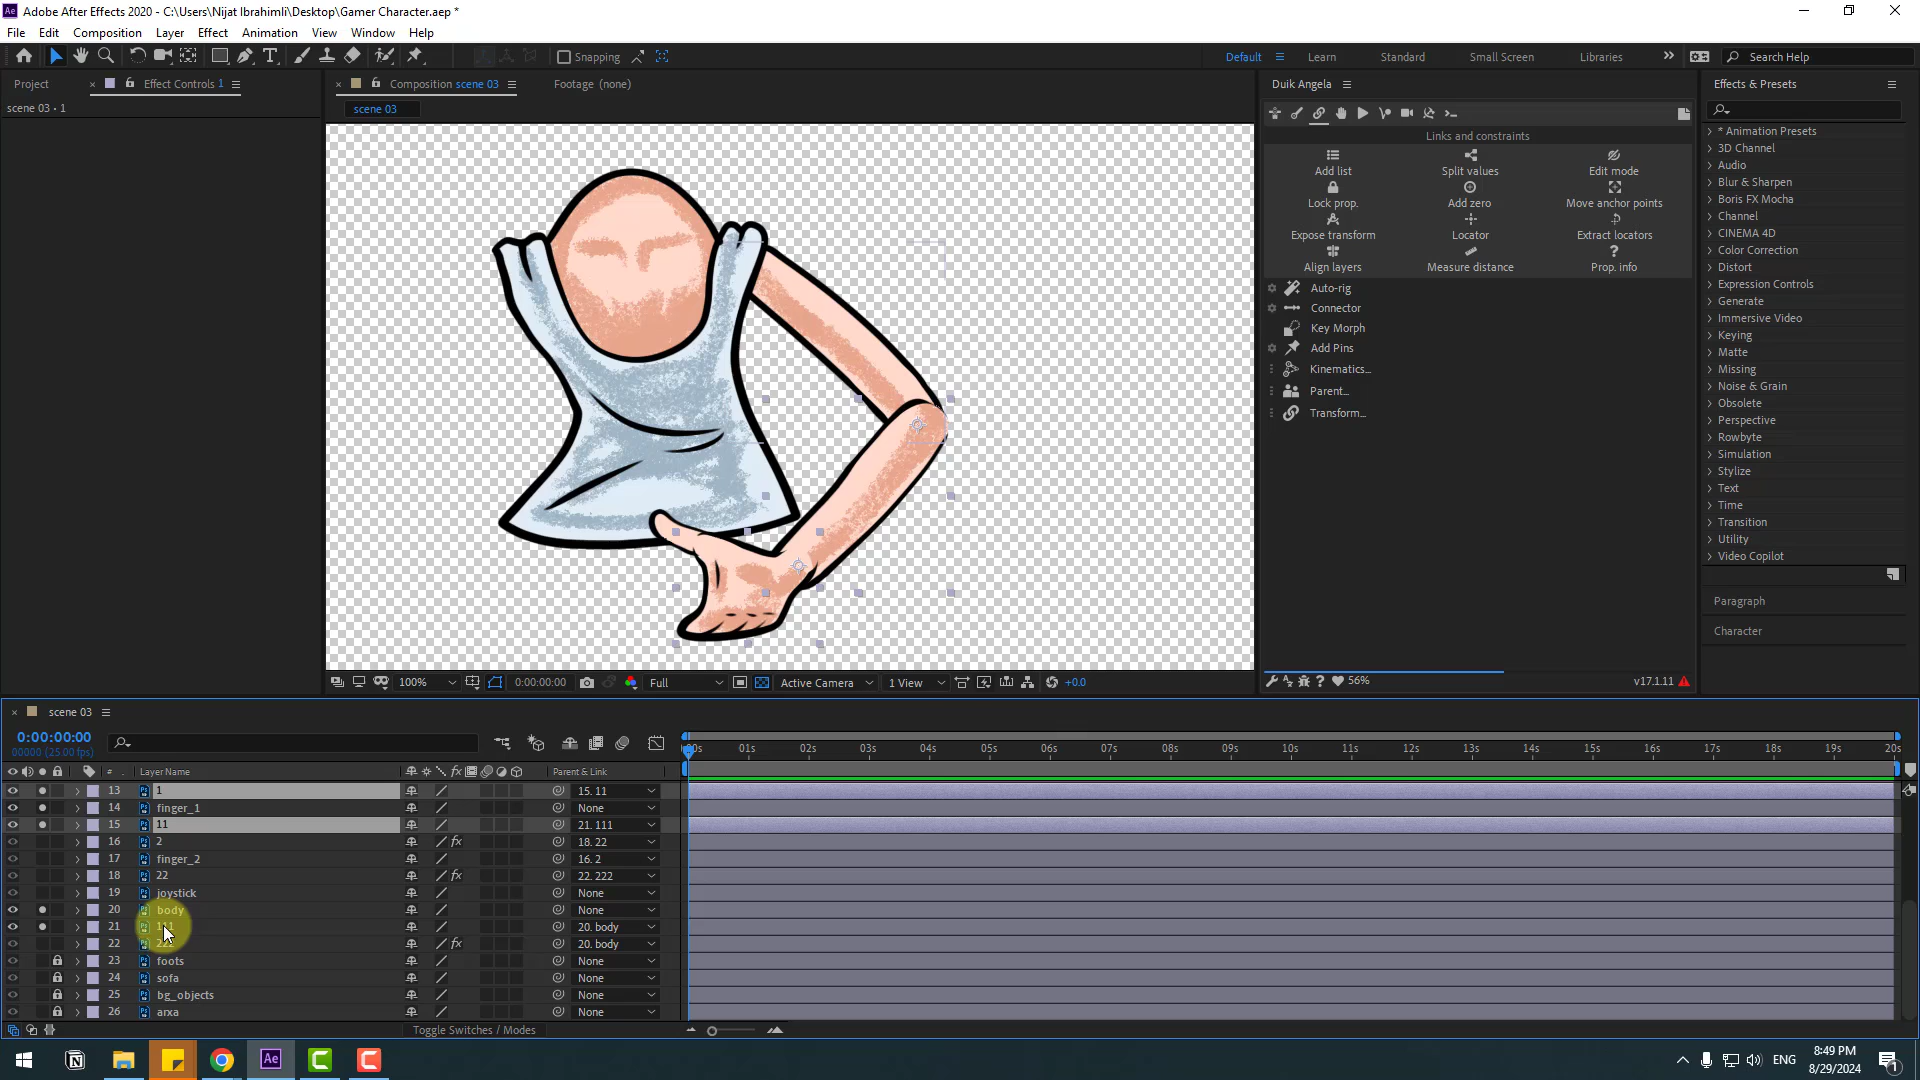 Adobe After Effects 2020 - C:\Users\Nijat Ibrahimli\Desktop\Gamer Character.aep *
File Edit Composition Layer Effect Animation View Window Help
Snapping
Default Learn Standard Small Screen Libraries Search Help
Project Effect Controls 1
scene 03 • 1
Composition scene 03 Footage (none)
scene 03
Duik Angela
Links and constraints
Add list Split values Edit mode
Lock prop. Add zero Move anchor points
Expose transform Locator Extract locators
Align layers Measure distance Prop. info
Auto-rig
Connector
Key Morph
Add Pins
Kinematics...
Parent...
Transform...
56% v17.1.11
Effects & Presets
* Animation Presets
3D Channel
Audio
Blur & Sharpen
Boris FX Mocha
Channel
CINEMA 4D
Color Correction
Distort
Expression Controls
Generate
Immersive Video
Keying
Matte
Missing
Noise & Grain
Obsolete
Perspective
Rowbyte
Simulation
Stylize
Text
Time
Transition
Utility
Video Copilot
Paragraph
Character
100% 0:00:00:00 Full Active Camera 1 View +0.0
scene 03
0:00:00:00
00000 (25.00 fps)
00s 01s 02s 03s 04s 05s 06s 07s 08s 09s 10s 11s 12s 13s 14s 15s 16s 17s 18s 19s 20s
# Layer Name Parent & Link
13 1 15. 11
14 finger_1 None
15 11 21. 111
16 2 18. 22
17 finger_2 16. 2
18 22 22. 222
19 joystick None
20 body None
21 111 20. body
22 222 20. body
23 foots None
24 sofa None
25 bg_objects None
26 arxa None
Toggle Switches / Modes
ENG
8:49 PM
8/29/2024